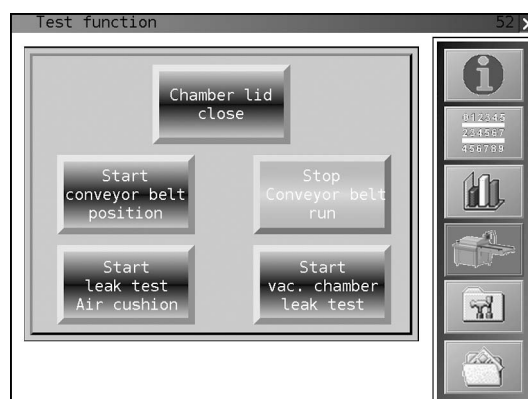 Test function 52
Chamber lid
close
Start
conveyor belt
position
Stop
Conveyor belt
run
Start
leak test
Air cushion
Start
vac. chamber
leak test
012345
234567
456789